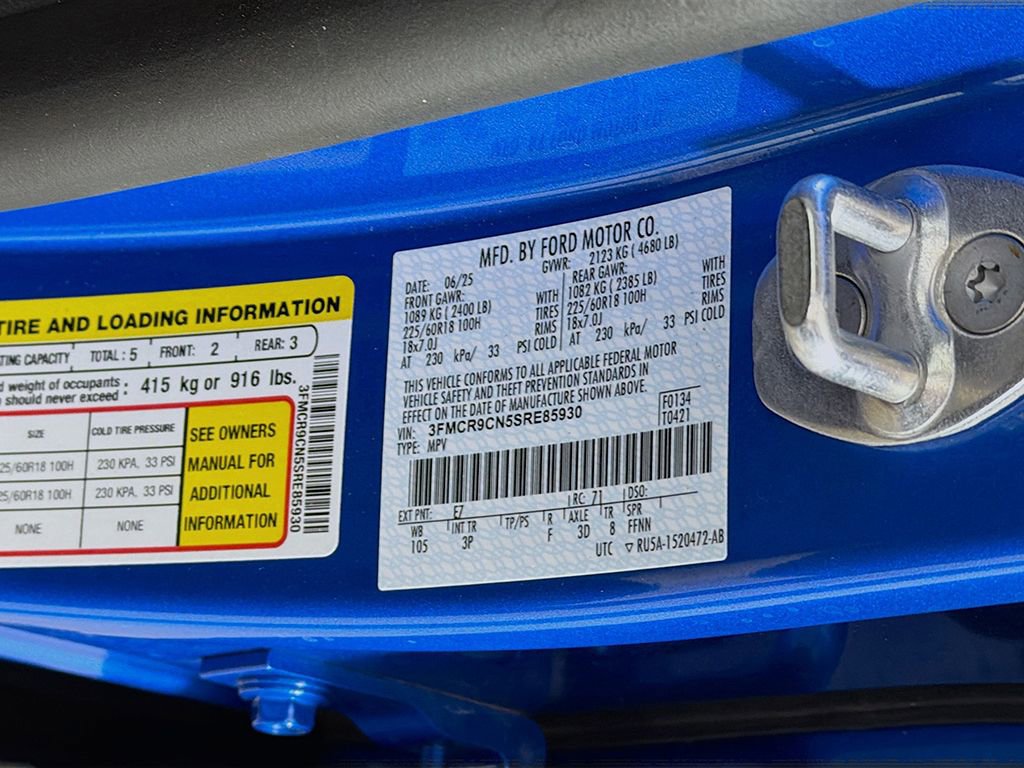 TIRE AND LOADING INFORMATION
TING CAPACITY TOTAL : 5 FRONT: 2 REAR: 3
d weight of occupants : 415 kg or 916 lbs.
should never exceed
SIZE COLD TIRE PRESSURE
25/60R18 100H 230 KPA, 33 PSI
25/60R18 100H 230 KPA, 33 PSI
NONE NONE
SEE OWNERS
MANUAL FOR
ADDITIONAL
INFORMATION
3FMCR9CN5SRE85930
MFD. BY FORD MOTOR CO.
DATE: 06/25 GVWR: 2123 KG ( 4680 LB)
FRONT GAWR:
1089 KG ( 2400 LB) WITH
225/60R18 100H TIRES
18x7.0J RIMS
AT 230 kPa/ 33 PSI COLD
REAR GAWR:
1082 KG ( 2385 LB) WITH
225/60R18 100H TIRES
18x7.0J RIMS
AT 230 kPa/ 33 PSI COLD
THIS VEHICLE CONFORMS TO ALL APPLICABLE FEDERAL MOTOR
VEHICLE SAFETY AND THEFT PREVENTION STANDARDS IN
EFFECT ON THE DATE OF MANUFACTURE SHOWN ABOVE.
VIN: 3FMCR9CN5SRE85930 F0134
TYPE: MPV T0421
EXT PNT: E7 RC: 71 DSO:
WB INT TR TP/PS R AXLE TR SPR
105 3P F 3D 8 FFNN
UTC ▽ RU5A-1520472-AB